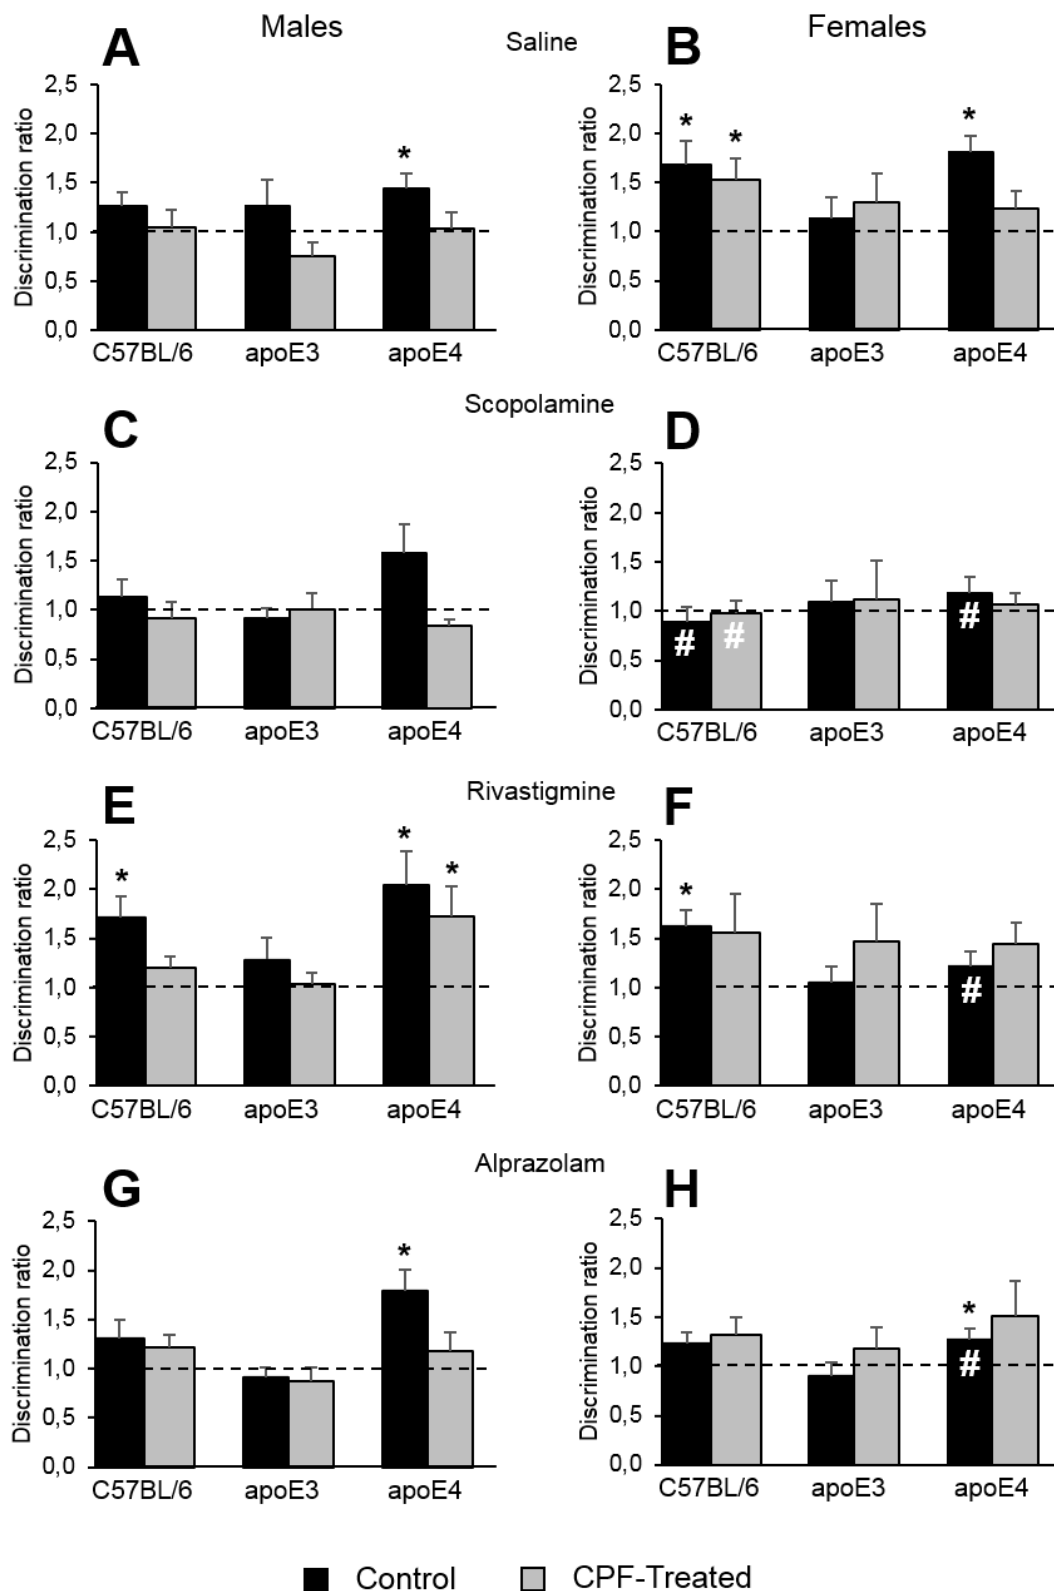 Males
Females
A
Saline
B
Discrimination ratio
2,5
2,0
1,5
1,0
0,5
0,0
*
C57BL/6 apoE3 apoE4
Discrimination ratio
2,5
2,0
1,5
1,0
0,5
0,0
* * *
C57BL/6 apoE3 apoE4
Scopolamine
C
D
Discrimination ratio
2,5
2,0
1,5
1,0
0,5
0,0
C57BL/6 apoE3 apoE4
Discrimination ratio
2,5
2,0
1,5
1,0
0,5
0,0
# # #
C57BL/6 apoE3 apoE4
Rivastigmine
E
F
Discrimination ratio
2,5
2,0
1,5
1,0
0,5
0,0
* * *
C57BL/6 apoE3 apoE4
Discrimination ratio
2,5
2,0
1,5
1,0
0,5
0,0
*
#
C57BL/6 apoE3 apoE4
Alprazolam
G
H
Discrimination ratio
2,5
2,0
1,5
1,0
0,5
0,0
*
C57BL/6 apoE3 apoE4
Discrimination ratio
2,5
2,0
1,5
1,0
0,5
0,0
*
#
C57BL/6 apoE3 apoE4
Control CPF-Treated